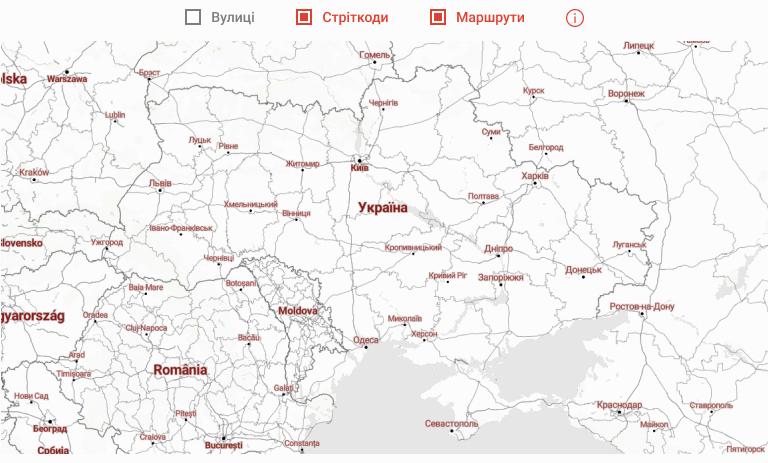 Вулиці
Стріткоди
Маршрути
Липецк
Гомель
lska
Warszawa
Брэст
Курск
Воронеж
Чернігів
Lublin
Суми
Луцьк
Рівне
Белгород
Київ
Житомир
Kraków
Львів
Харків
Полтава
Хмельницький
Вінниця
Україна
Івано-Франківськ
lovensko
Ужгород
Кропивницький
Дніпро
Луганськ
Чернівці
Донецьк
Кривий Ріг
Запоріжжя
Botoșani
Baia Mare
Ростов-на-Дону
Moldova
gyarország
Oradea
Миколаїв
Cluj-Napoca
Херсон
Bacău
Одеса
Arad
România
Timișoara
Galați
Нови Сад
Краснодар
Ставрополь
Pitești
Севастополь
Майкоп
Београд
Craiova
București
Constanța
Србија
Пятигорск